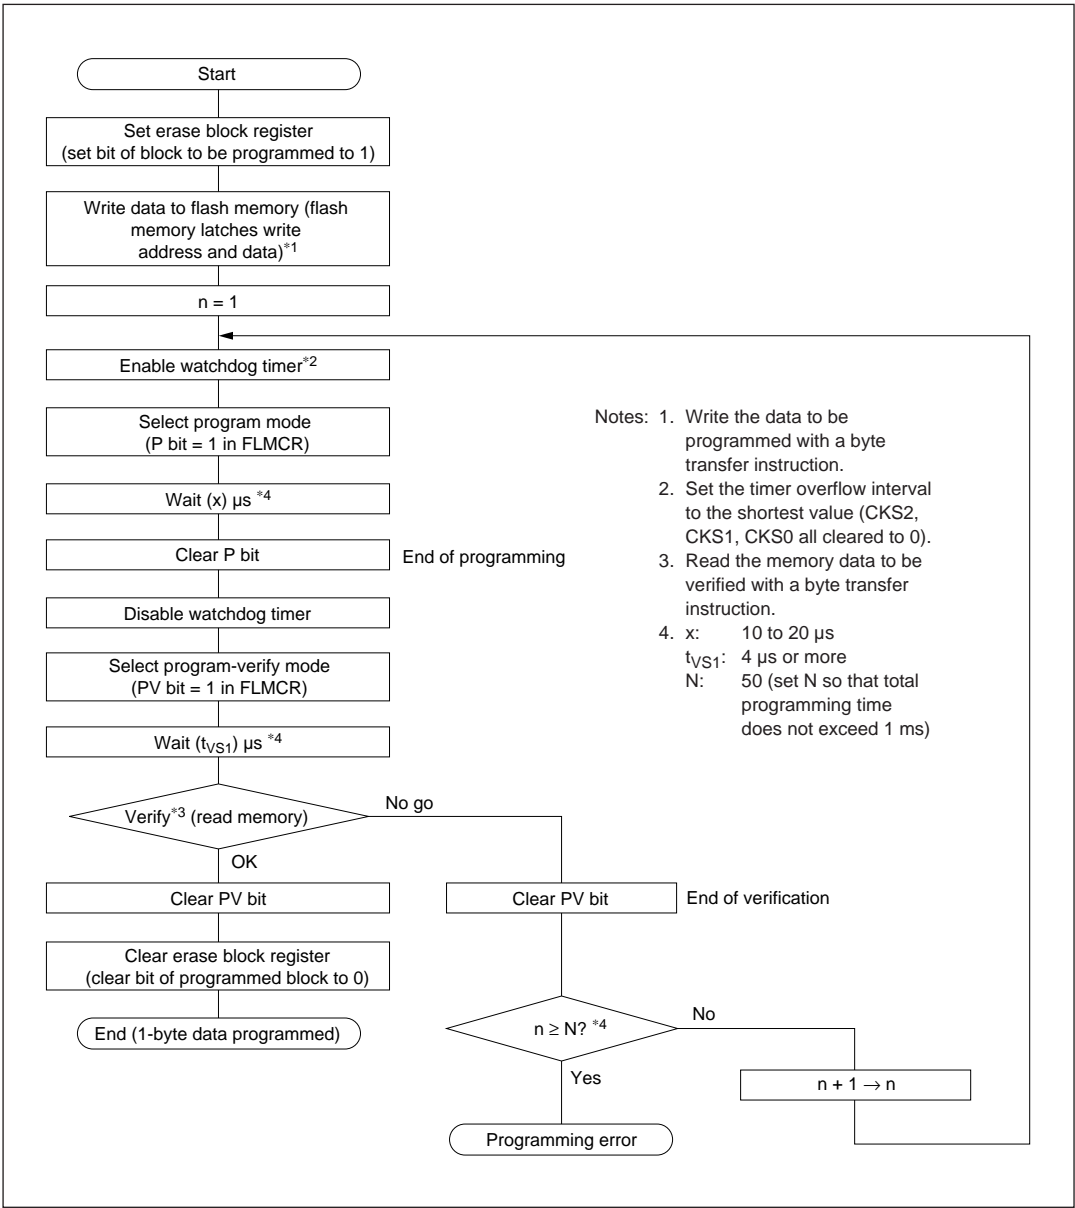 Start
Set erase block register
(set bit of block to be programmed to 1)
Write data to flash memory (flash
memory latches write
address and data)*1
n = 1
Enable watchdog timer*2
Select program mode
(P bit = 1 in FLMCR)
Wait (x) µs *4
Clear P bit
End of programming
Disable watchdog timer
Select program-verify mode
(PV bit = 1 in FLMCR)
Wait (tVS1) µs *4
Verify*3 (read memory)
No go
OK
Clear PV bit
Clear erase block register
(clear bit of programmed block to 0)
End (1-byte data programmed)
Clear PV bit
End of verification
n ≥ N? *4
No
Yes
n + 1 → n
Programming error
Notes: 1. Write the data to be
programmed with a byte
transfer instruction.
2. Set the timer overflow interval
to the shortest value (CKS2,
CKS1, CKS0 all cleared to 0).
3. Read the memory data to be
verified with a byte transfer
instruction.
4. x: 10 to 20 µs
tVS1: 4 µs or more
N: 50 (set N so that total
programming time
does not exceed 1 ms)